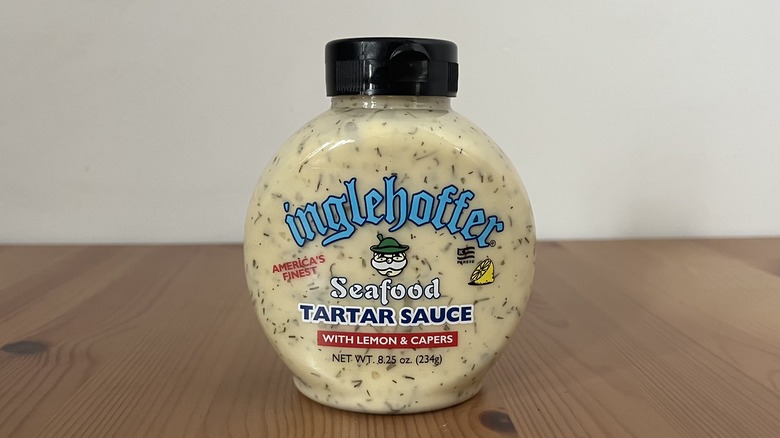 inglehoffer®
AMERICA'S
FINEST
Seafood
TARTAR SAUCE
WITH LEMON & CAPERS
NET WT. 8.25 oz. (234g)